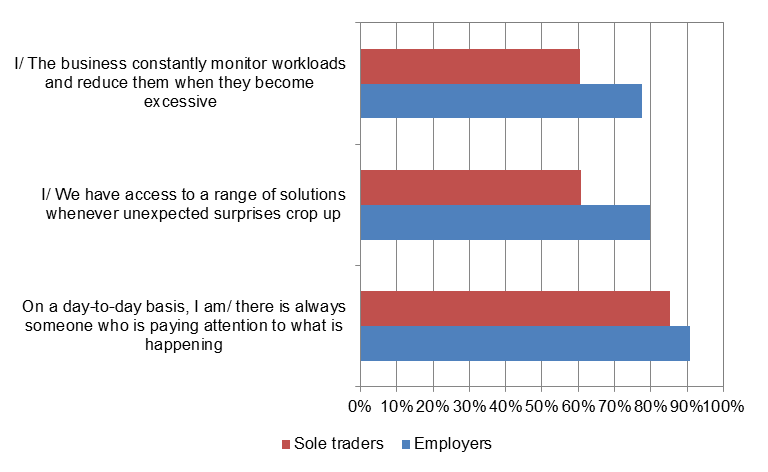 I/ The business constantly monitor workloads
and reduce them when they become
excessive
I/ We have access to a range of solutions
whenever unexpected surprises crop up
On a day-to-day basis, I am/ there is always
someone who is paying attention to what is
happening
0% 10% 20% 30% 40% 50% 60% 70% 80% 90% 100%
Sole traders Employers